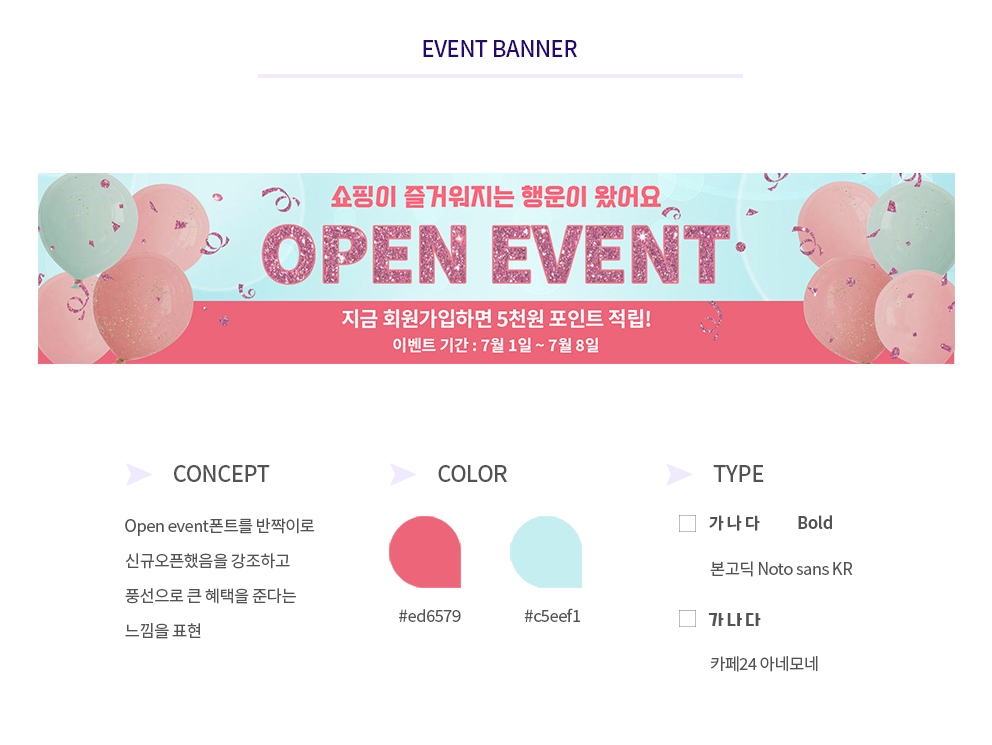 EVENT BANNER
쇼핑이 즐거워지는 행운이 왔어요
OPEN EVENT
지금 회원가입하면 5천원 포인트 적립!
이벤트 기간 : 7월 1일 ~ 7월 8일
CONCEPT
Open event폰트를 반짝이로
신규오픈했음을 강조하고
풍선으로 큰 혜택을 준다는
느낌을 표현
COLOR
#ed6579 #c5eef1
TYPE
가 나 다 Bold
본고딕 Noto sans KR
가 나 다
카페24 아네모네